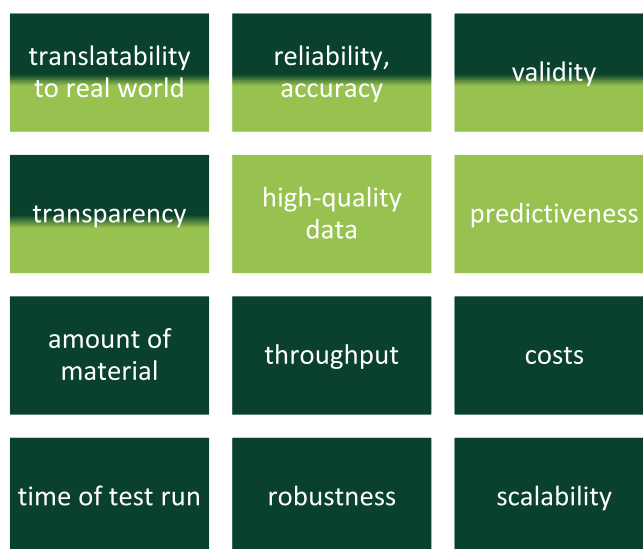 translatability
to real world
reliability,
accuracy
validity
transparency
high-quality
data
predictiveness
amount of
material
throughput
costs
time of test run
robustness
scalability